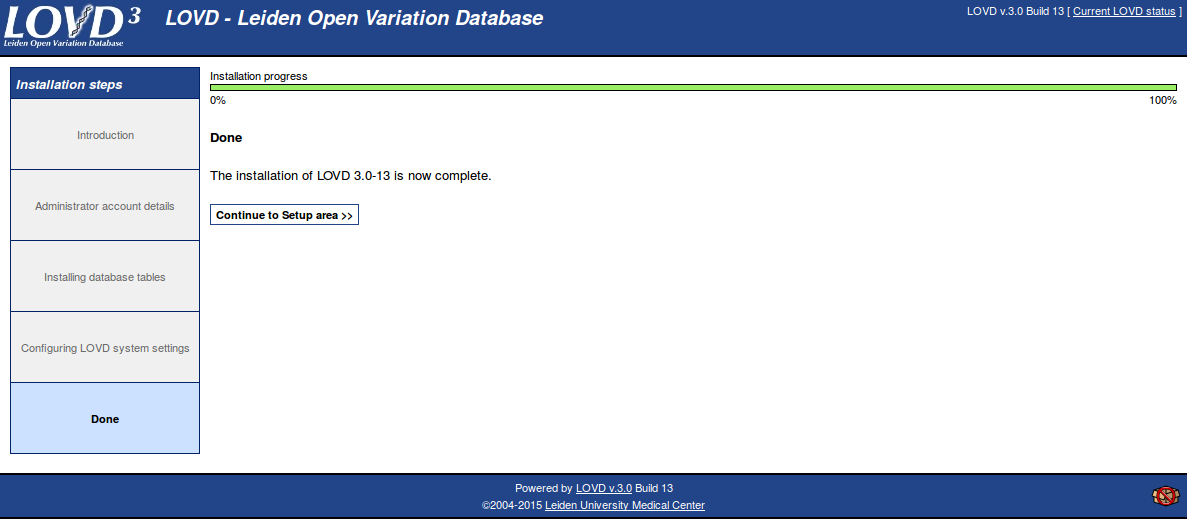 LOVD 3
Leiden Open Variation Database
LOVD - Leiden Open Variation Database
LOVD v.3.0 Build 13 [ Current LOVD status ]
Installation steps
Introduction
Administrator account details
Installing database tables
Configuring LOVD system settings
Done
Installation progress
0% 100%
Done
The installation of LOVD 3.0-13 is now complete.
Continue to Setup area >>
Powered by LOVD v.3.0 Build 13
©2004-2015 Leiden University Medical Center